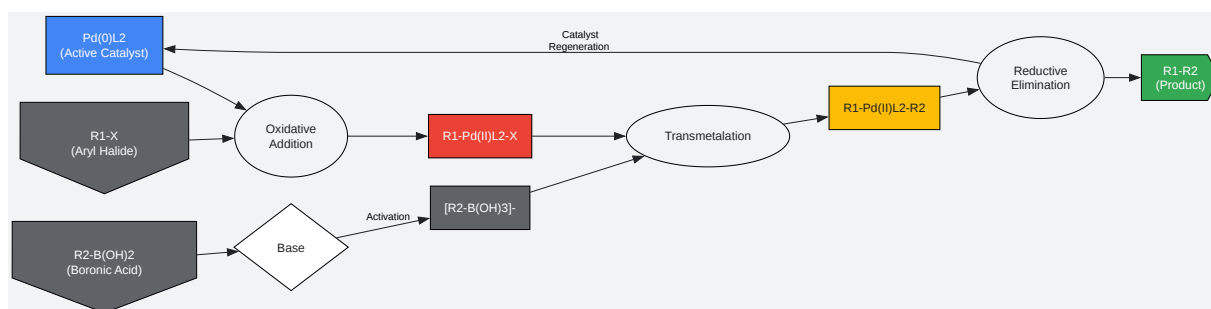 Pd(0)L2
(Active Catalyst)
Catalyst
Regeneration
Reductive
Elimination
R1-R2
(Product)
R1-X
(Aryl Halide)
Oxidative
Addition
R1-Pd(II)L2-X
Transmetalation
R1-Pd(II)L2-R2
[R2-B(OH)3]-
Activation
R2-B(OH)2
(Boronic Acid)
Base